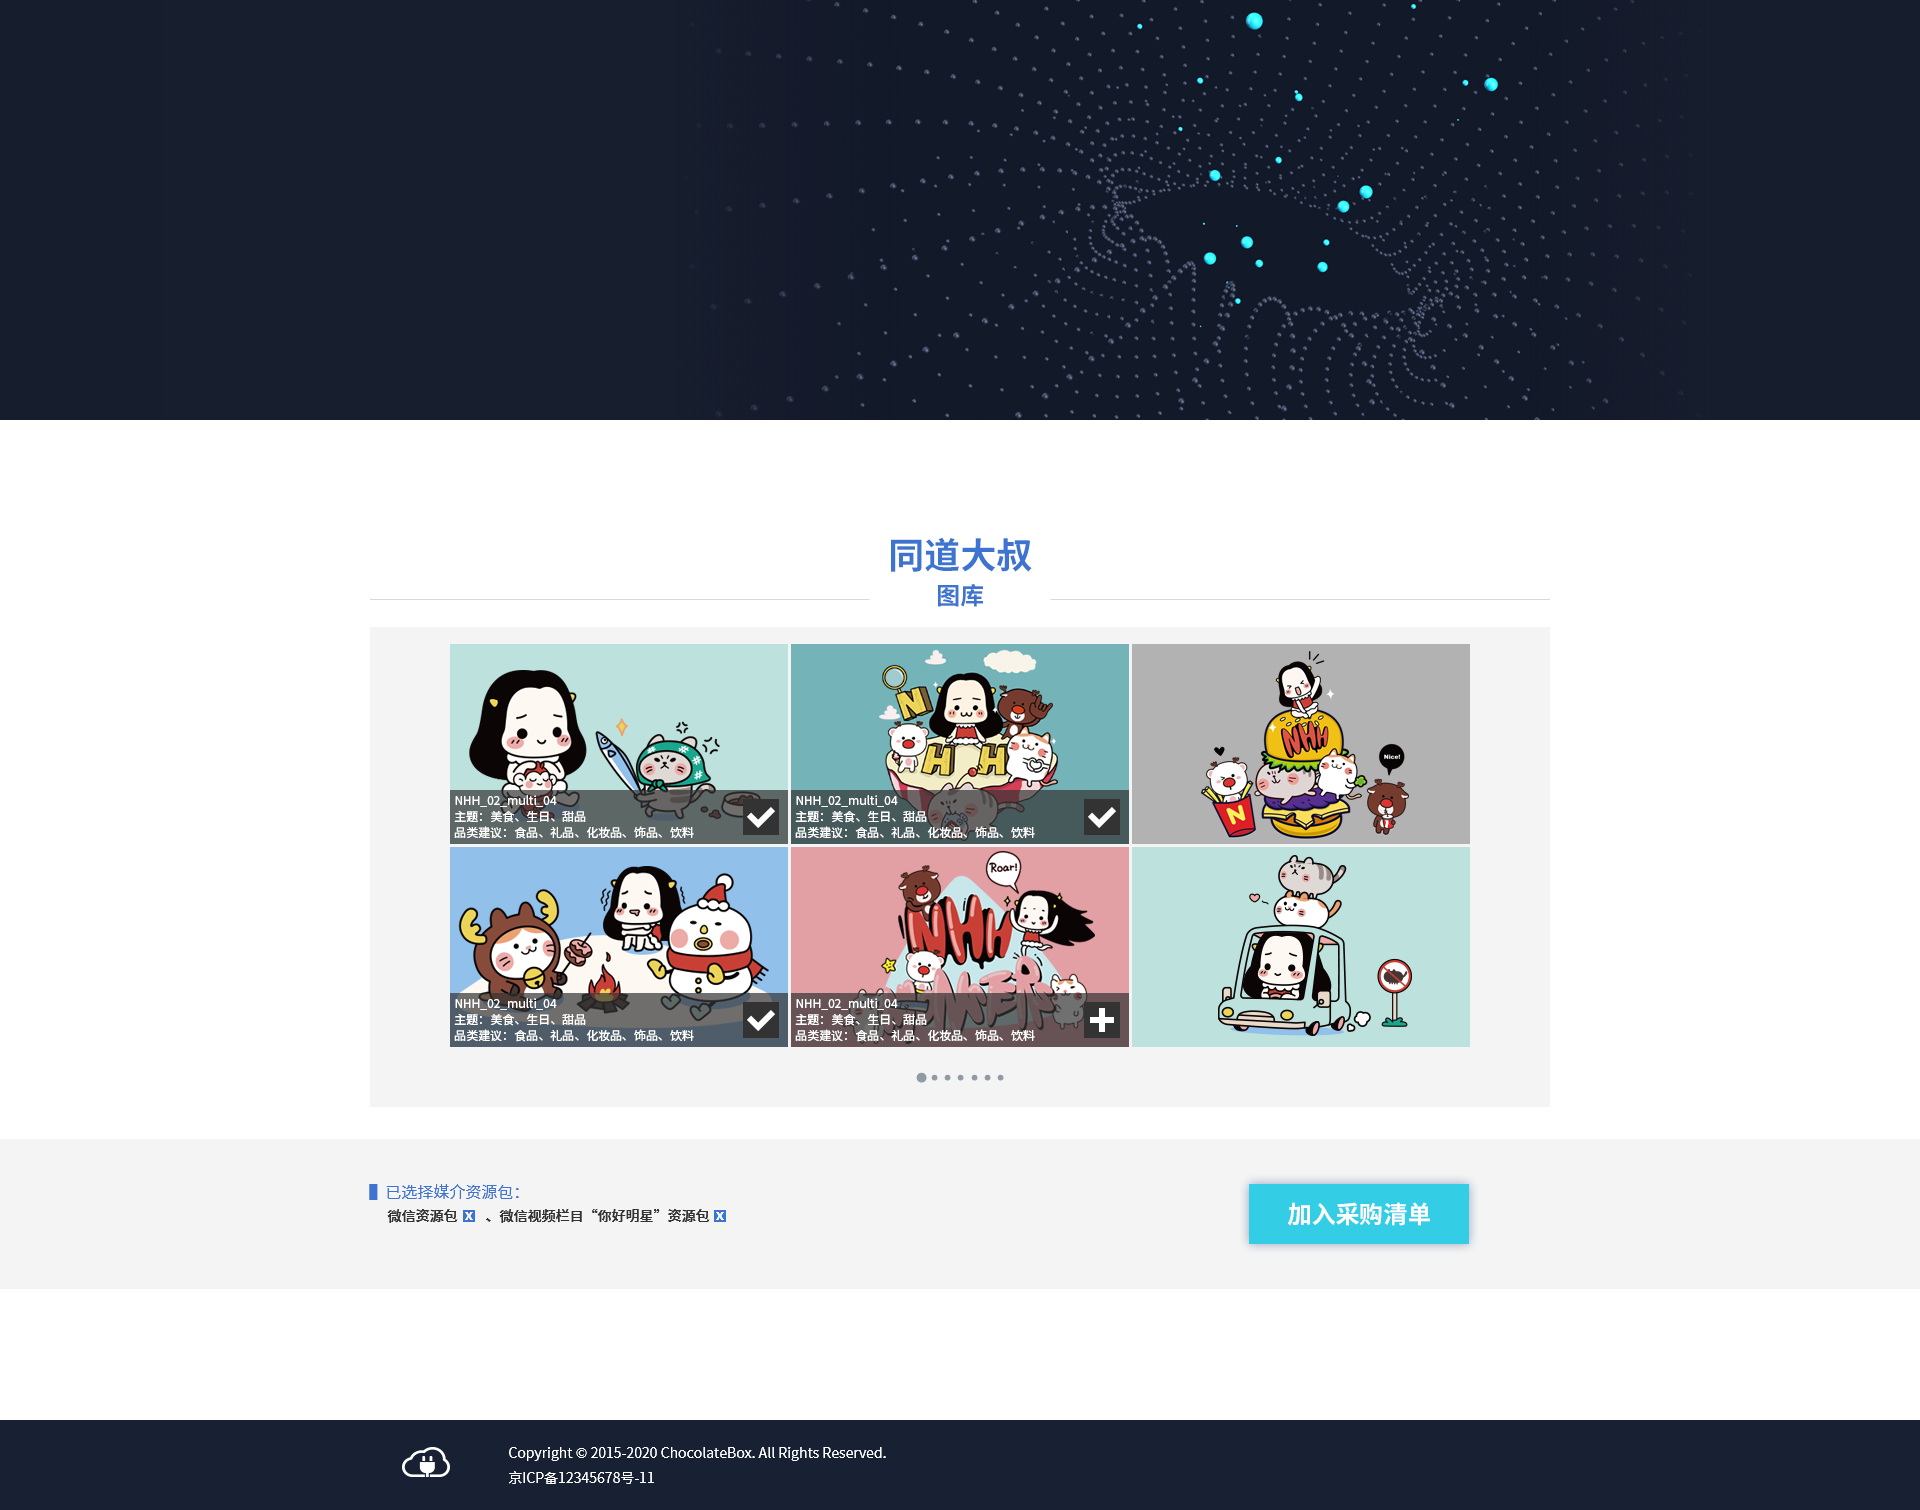 同道大叔
图库
N
H H
NHH_02_multi_04
主题：美食、生日、甜品
品类建议：食品、礼品、化妆品、饰品、饮料
NHH_02_multi_04
主题：美食、生日、甜品
品类建议：食品、礼品、化妆品、饰品、饮料
NHH
Nice!
N
Roar!
NHH
NHH_02_multi_04
主题：美食、生日、甜品
品类建议：食品、礼品、化妆品、饰品、饮料
NHH_02_multi_04
主题：美食、生日、甜品
品类建议：食品、礼品、化妆品、饰品、饮料
已选择媒介资源包：
微信资源包 X 、微信视频栏目“你好明星”资源包 X
加入采购清单
Copyright © 2015-2020 ChocolateBox. All Rights Reserved.
京ICP备12345678号-11